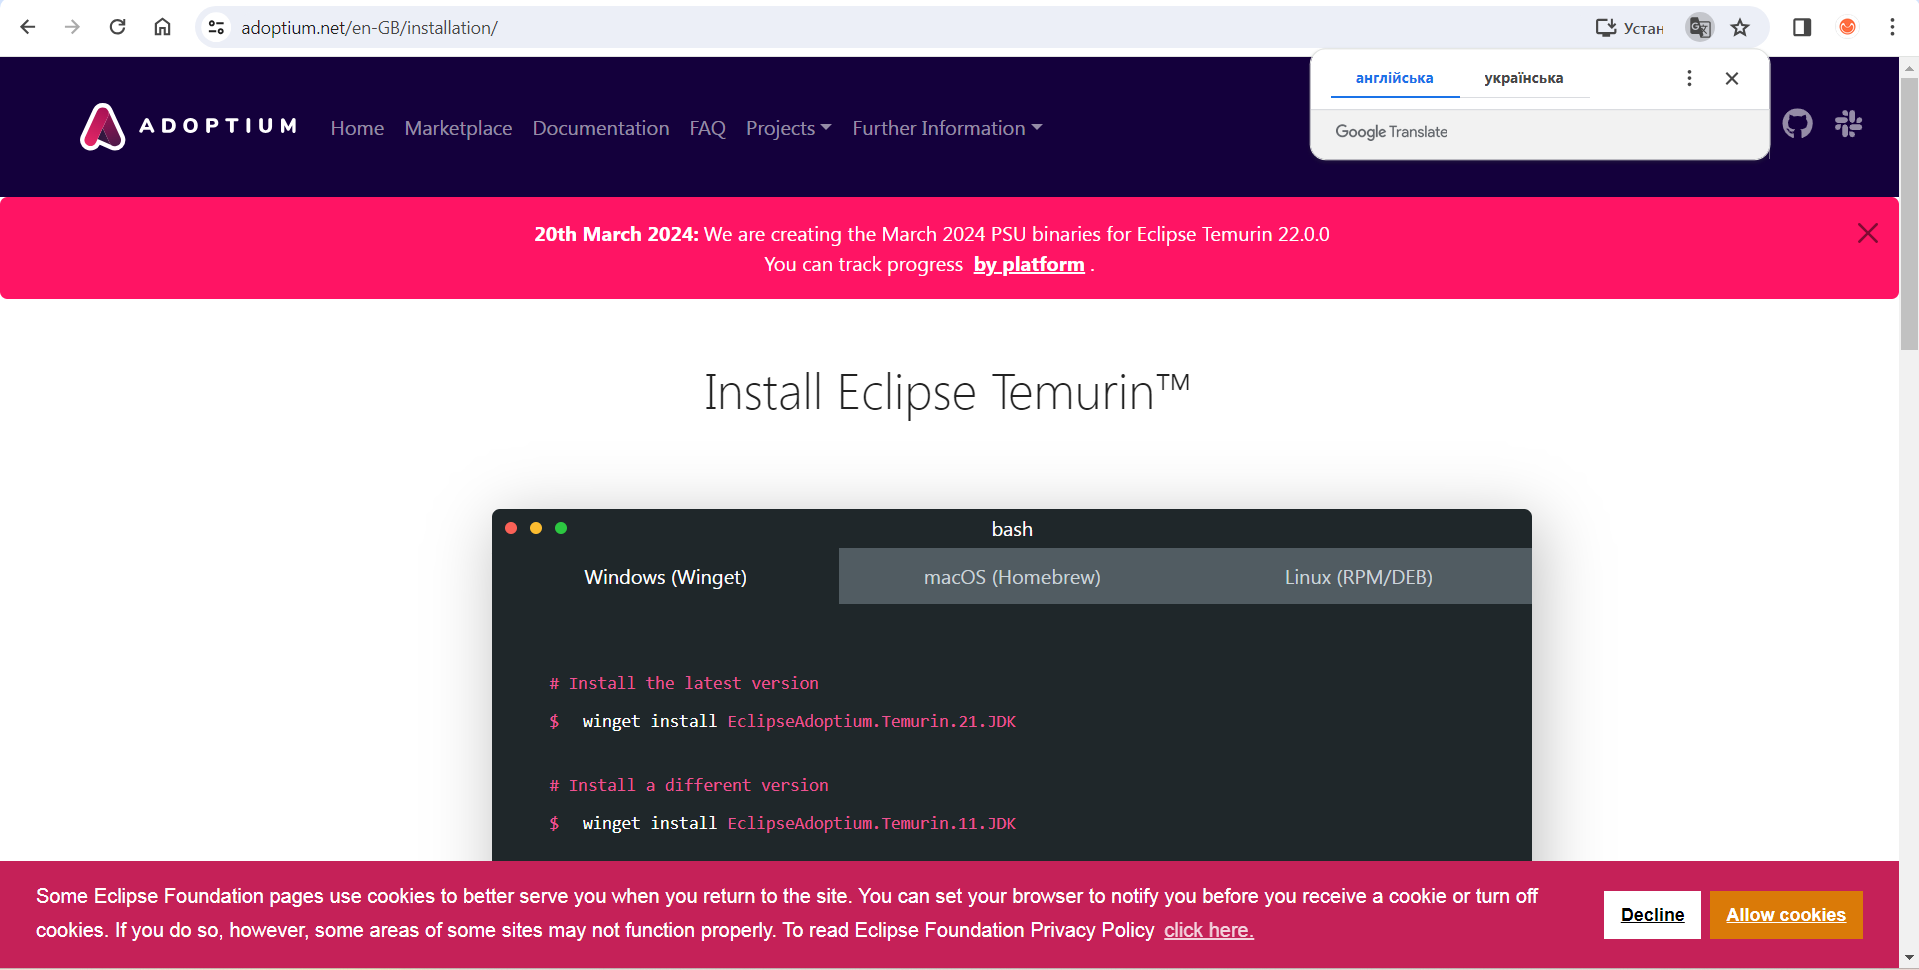 adoptium.net/en-GB/installation/
Устан
англійська українська
Google Translate
ADOPTIUM Home Marketplace Documentation FAQ Projects Further Information
20th March 2024: We are creating the March 2024 PSU binaries for Eclipse Temurin 22.0.0
You can track progress by platform .
Install Eclipse Temurin™
bash
Windows (Winget) macOS (Homebrew) Linux (RPM/DEB)
# Install the latest version
$ winget install EclipseAdoptium.Temurin.21.JDK
# Install a different version
$ winget install EclipseAdoptium.Temurin.11.JDK
Some Eclipse Foundation pages use cookies to better serve you when you return to the site. You can set your browser to notify you before you receive a cookie or turn off
cookies. If you do so, however, some areas of some sites may not function properly. To read Eclipse Foundation Privacy Policy click here.
Decline Allow cookies